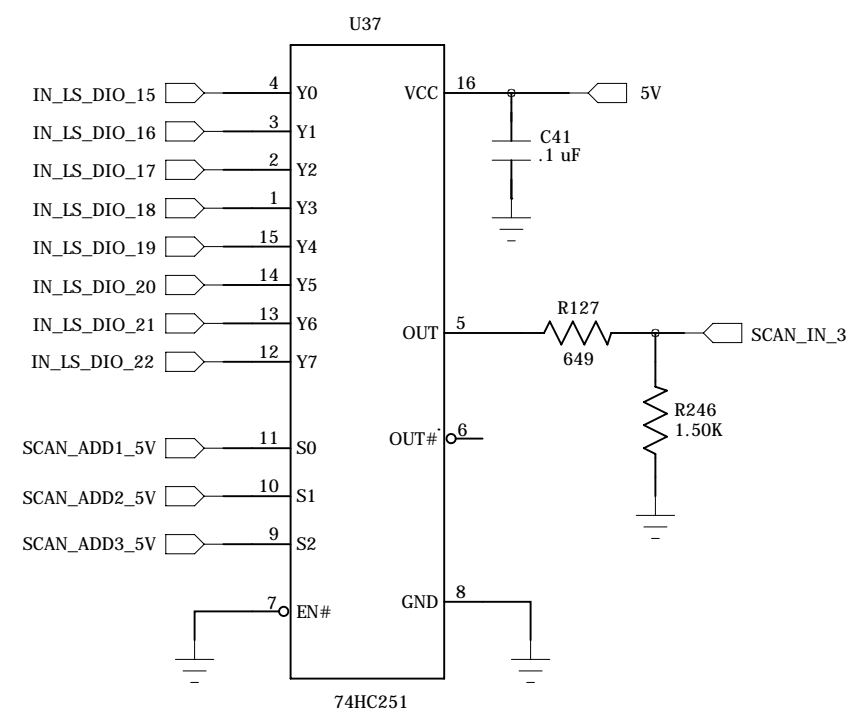 U37
IN_LS_DIO_15 4 Y0 VCC 16 5V
IN_LS_DIO_16 3 Y1 C41
.1 uF
IN_LS_DIO_17 2 Y2
IN_LS_DIO_18 1 Y3
IN_LS_DIO_19 15 Y4
IN_LS_DIO_20 14 Y5
IN_LS_DIO_21 13 Y6 OUT 5 R127 SCAN_IN_3
649
IN_LS_DIO_22 12 Y7
R246
1.50K
SCAN_ADD1_5V 11 S0 OUT# 6
SCAN_ADD2_5V 10 S1
SCAN_ADD3_5V 9 S2
7 EN# GND 8
74HC251